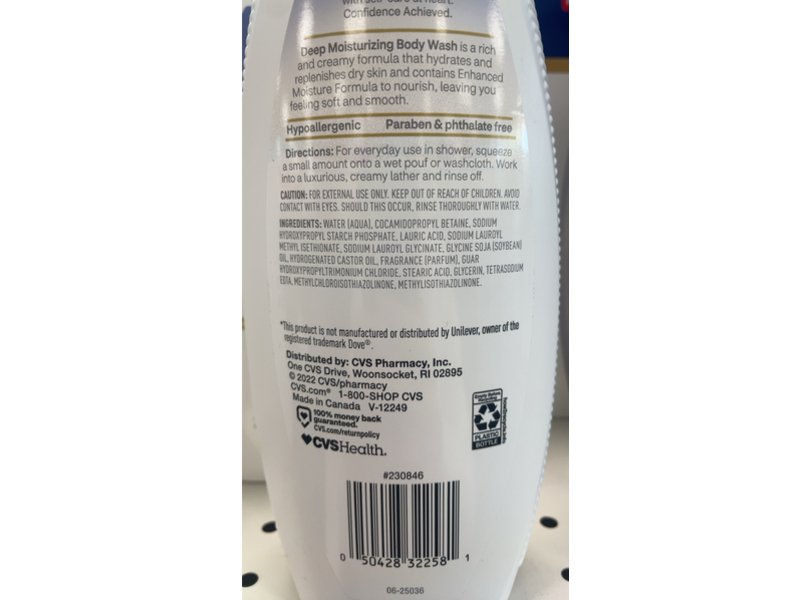 with self-care at heart.
Confidence Achieved.
Deep Moisturizing Body Wash is a rich
and creamy formula that hydrates and
replenishes dry skin and contains Enhanced
Moisture Formula to nourish, leaving you
feeling soft and smooth.
Hypoallergenic Paraben & phthalate free
Directions: For everyday use in shower, squeeze
a small amount onto a wet pouf or washcloth. Work
into a luxurious, creamy lather and rinse off.
CAUTION: FOR EXTERNAL USE ONLY. KEEP OUT OF REACH OF CHILDREN. AVOID
CONTACT WITH EYES. SHOULD THIS OCCUR, RINSE THOROUGHLY WITH WATER.
INGREDIENTS: WATER (AQUA), COCAMIDOPROPYL BETAINE, SODIUM
HYDROXYPROPYL STARCH PHOSPHATE, LAURIC ACID, SODIUM LAUROYL
METHYL ISETHIONATE, SODIUM LAUROYL GLYCINATE, GLYCINE SOJA (SOYBEAN)
OIL, HYDROGENATED CASTOR OIL, FRAGRANCE (PARFUM), GUAR
HYDROXYPROPYLTRIMONIUM CHLORIDE, STEARIC ACID, GLYCERIN, TETRASODIUM
EDTA, METHYLCHLOROISOTHIAZOLINONE, METHYLISOTHIAZOLINONE.
*This product is not manufactured or distributed by Unilever, owner of the
registered trademark Dove®.
Distributed by: CVS Pharmacy, Inc.
One CVS Drive, Woonsocket, RI 02895
© 2022 CVS/pharmacy
CVS.com® 1-800-SHOP CVS
Made in Canada V-12249
100% money back
guaranteed.
CVS.com/returnpolicy
CVSHealth.
PLASTIC
BOTTLE
#230846
0 50428 32258 1
06-25036